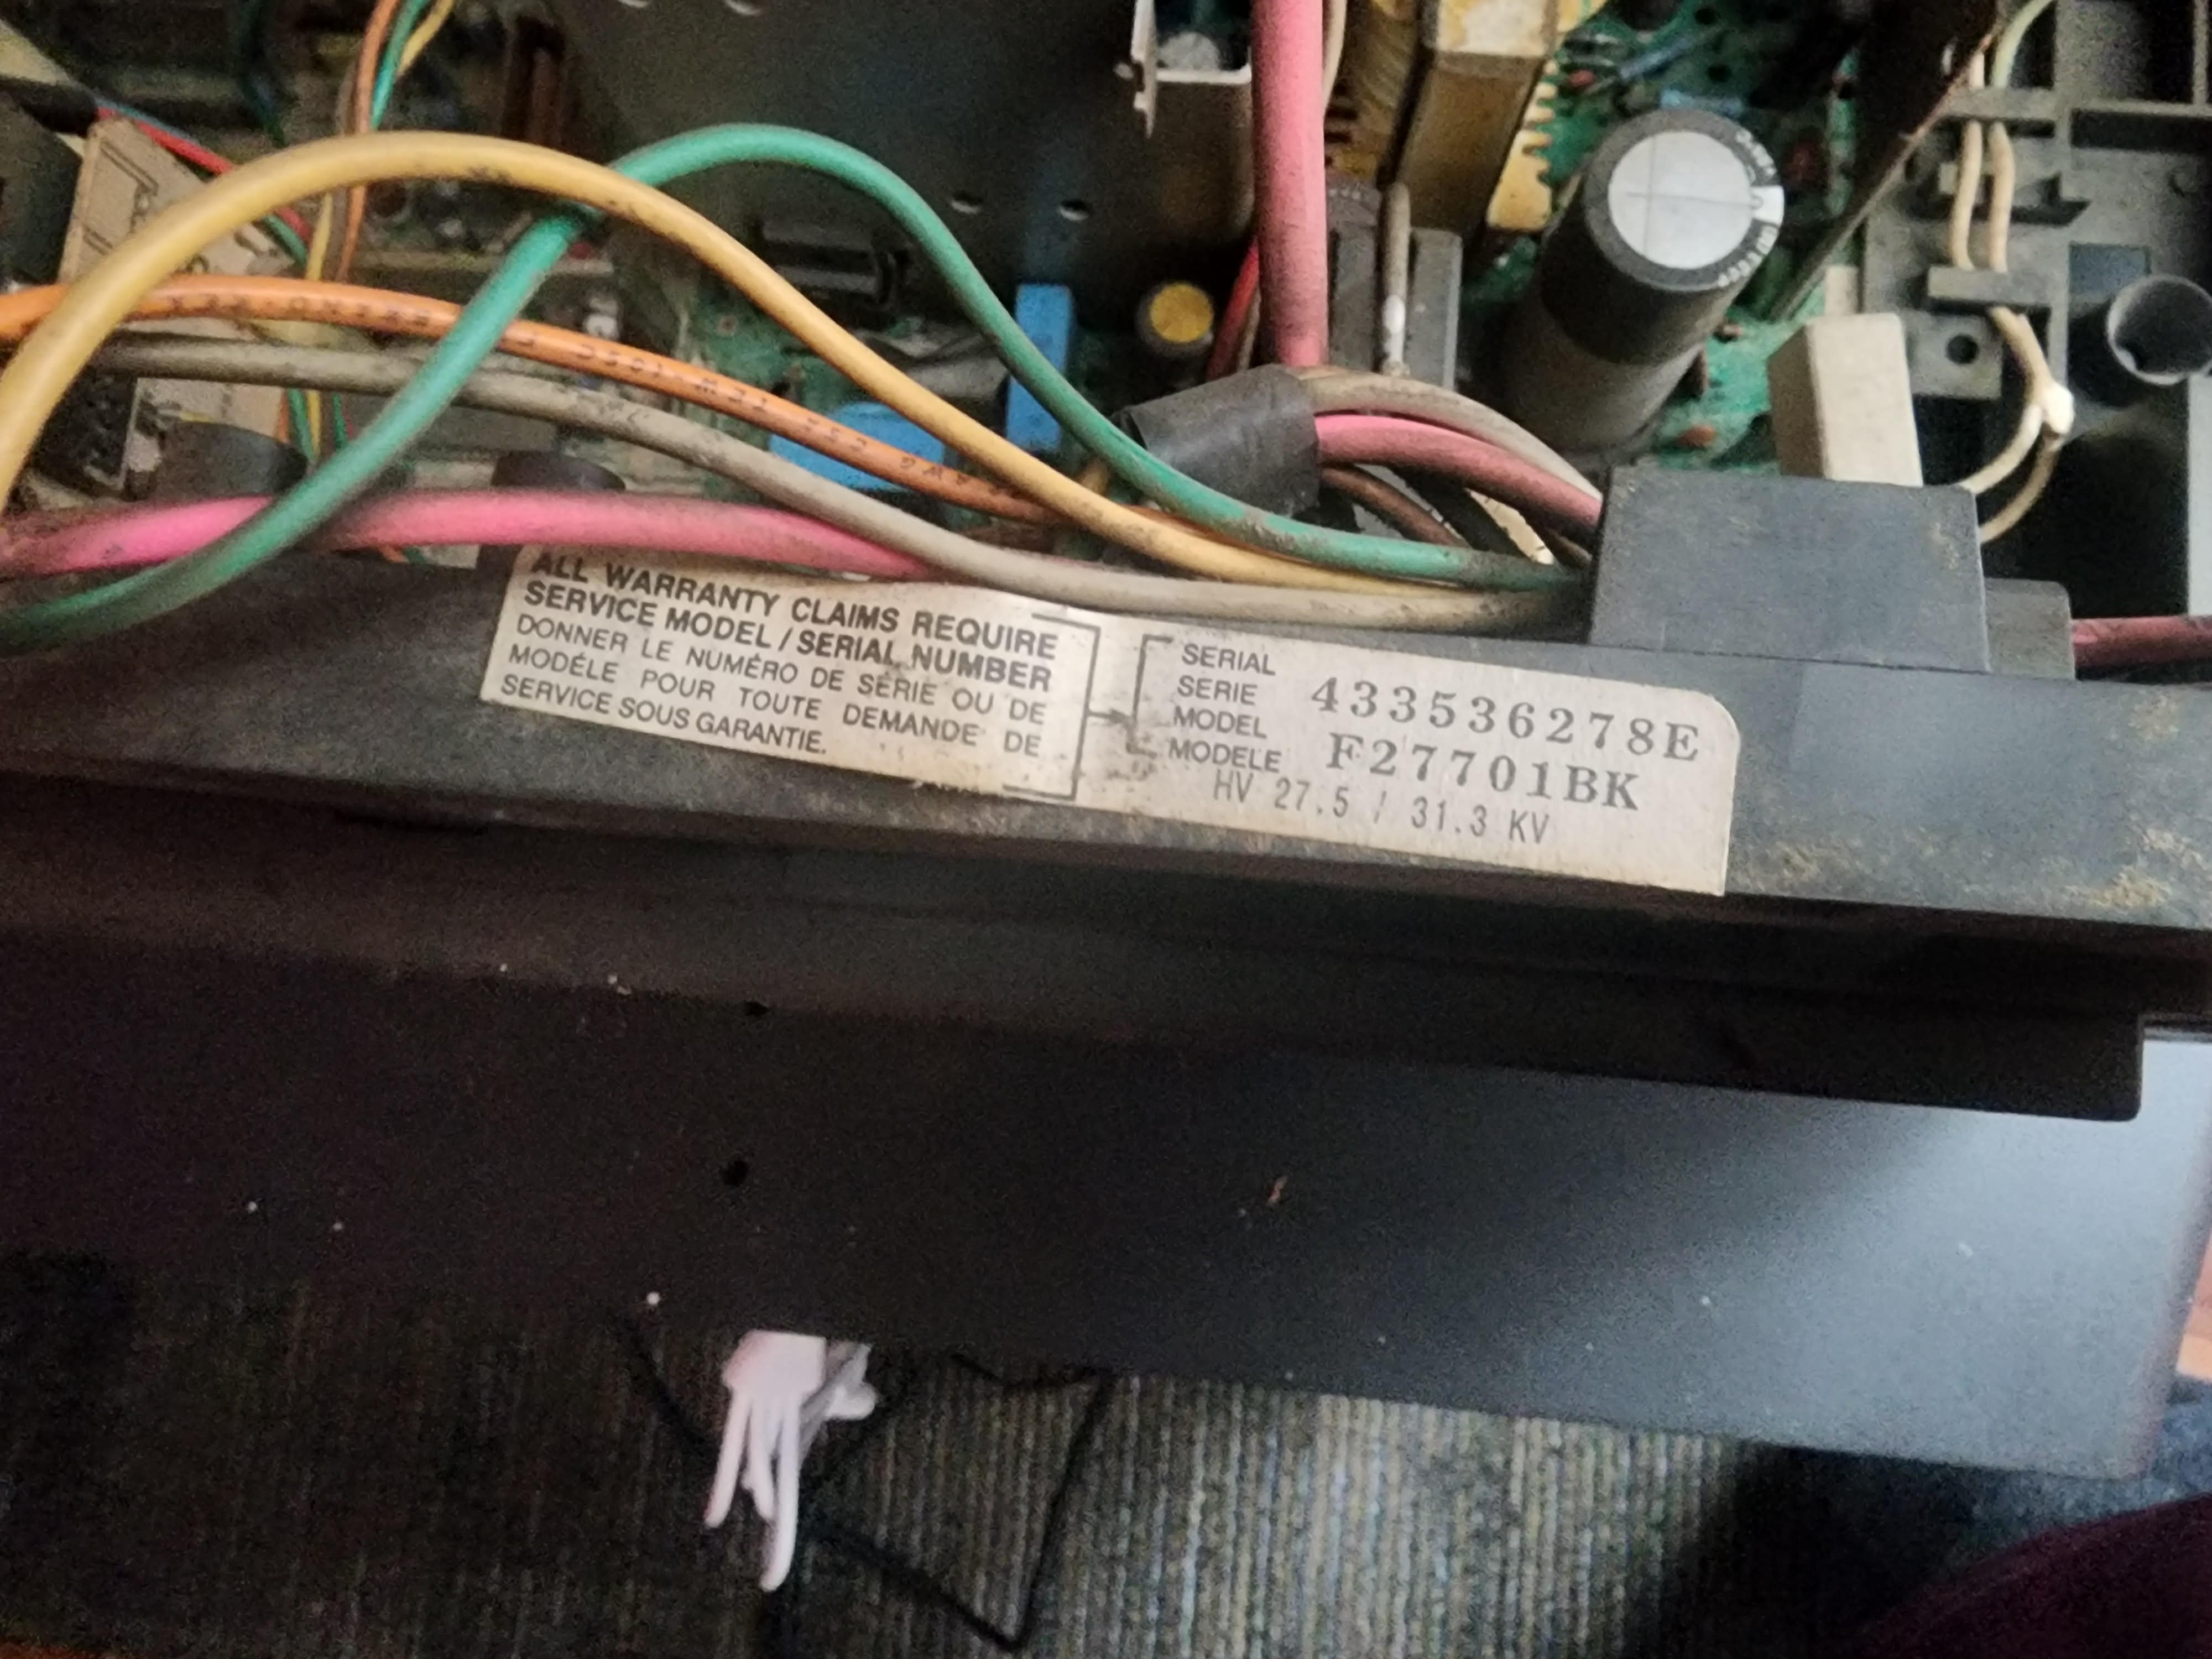 ALL WARRANTY CLAIMS REQUIRE
SERVICE MODEL / SERIAL NUMBER
DONNER LE NUMÉRO DE SÉRIE OU DE
MODÈLE POUR TOUTE DEMANDE DE
SERVICE SOUS GARANTIE.
SERIAL
SERIE
MODEL
MODELE
433536278E
F27701BK
HV 27.5 / 31.3 KV